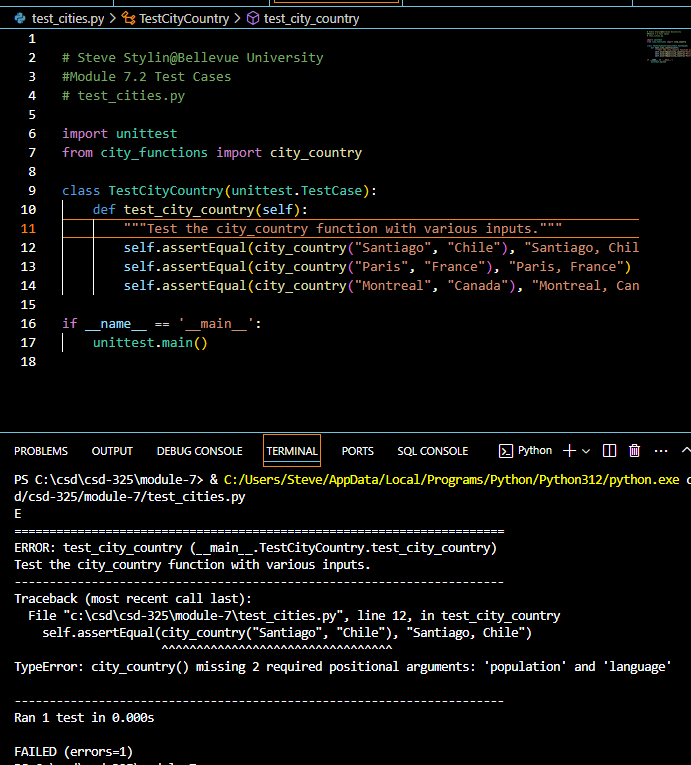 test_cities.py > TestCityCountry > test_city_country
1
2 # Steve Stylin@Bellevue University
3 #Module 7.2 Test Cases
4 # test_cities.py
5
6 import unittest
7 from city_functions import city_country
8
9 class TestCityCountry(unittest.TestCase):
10 def test_city_country(self):
11 """Test the city_country function with various inputs."""
12 self.assertEqual(city_country("Santiago", "Chile"), "Santiago, Chil
13 self.assertEqual(city_country("Paris", "France"), "Paris, France")
14 self.assertEqual(city_country("Montreal", "Canada"), "Montreal, Can
15
16 if __name__ == '__main__':
17 unittest.main()
18
PROBLEMS OUTPUT DEBUG CONSOLE TERMINAL PORTS SQL CONSOLE Python
PS C:\csd\csd-325\module-7> & C:/Users/Steve/AppData/Local/Programs/Python/Python312/python.exe c
d/csd-325/module-7/test_cities.py
E
======================================================================
ERROR: test_city_country (__main__.TestCityCountry.test_city_country)
Test the city_country function with various inputs.
----------------------------------------------------------------------
Traceback (most recent call last):
File "c:\csd\csd-325\module-7\test_cities.py", line 12, in test_city_country
self.assertEqual(city_country("Santiago", "Chile"), "Santiago, Chile")
^^^^^^^^^^^^^^^^^^^^^^^^^^^^^^^^^
TypeError: city_country() missing 2 required positional arguments: 'population' and 'language'
----------------------------------------------------------------------
Ran 1 test in 0.000s
FAILED (errors=1)